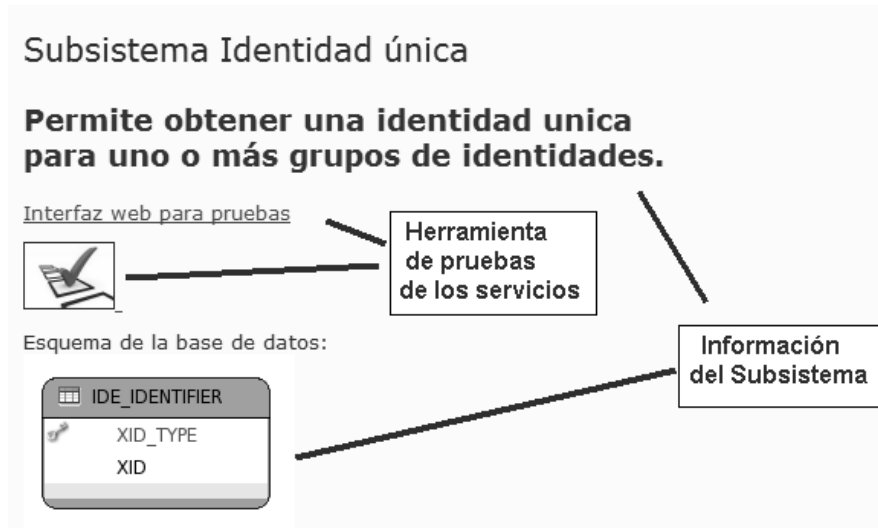 Subsistema Identidad única
Permite obtener una identidad unica
para uno o más grupos de identidades.
Interfaz web para pruebas
Herramienta
de pruebas
de los servicios
Esquema de la base de datos:
Información
del Subsistema
IDE_IDENTIFIER
XID_TYPE
XID